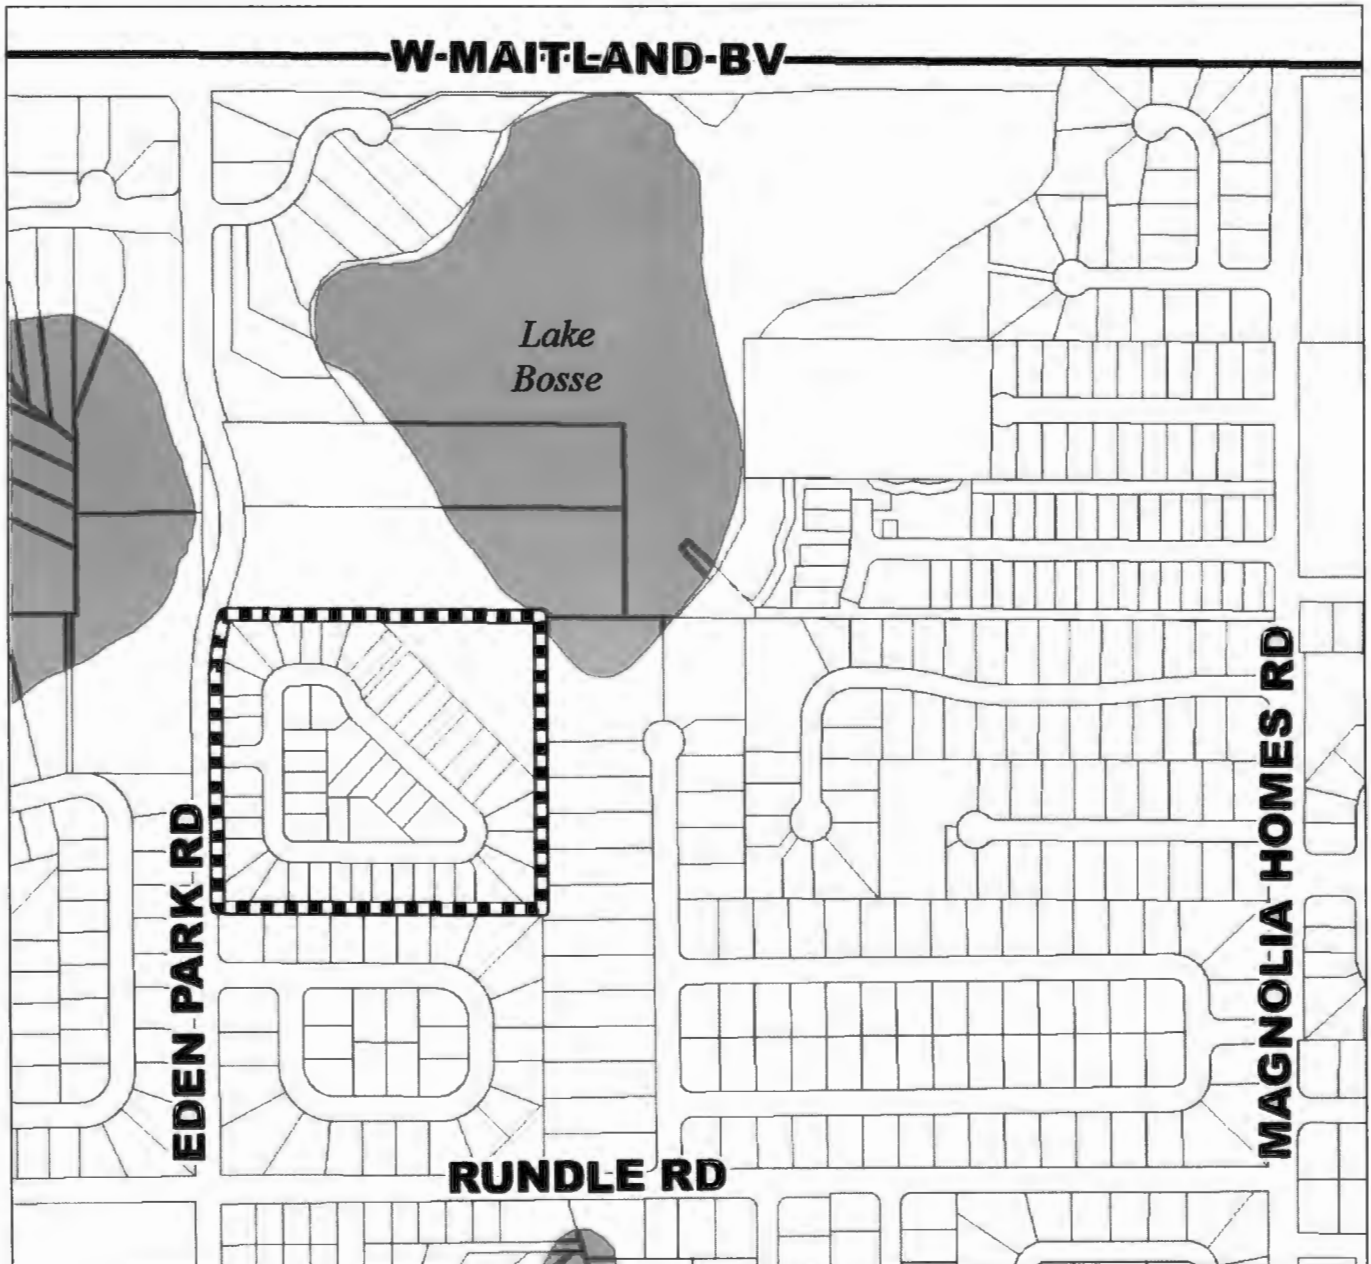 W MAITLAND BV
Lake
Bosse
EDEN PARK RD
MAGNOLIA HOMES RD
RUNDLE RD